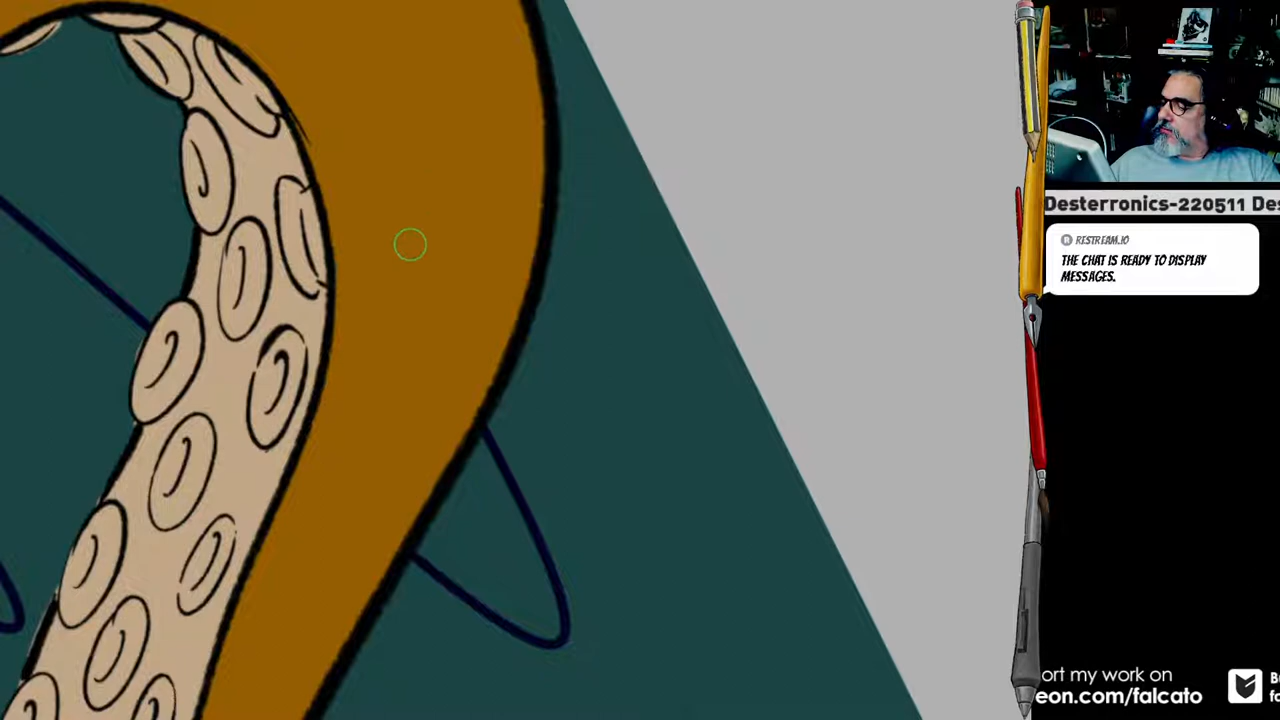 Desterronics-220511 Des
RESTREAM.IO
THE CHAT IS READY TO DISPLAY
MESSAGES.
ort my work on
eon.com/falcato
B
fa